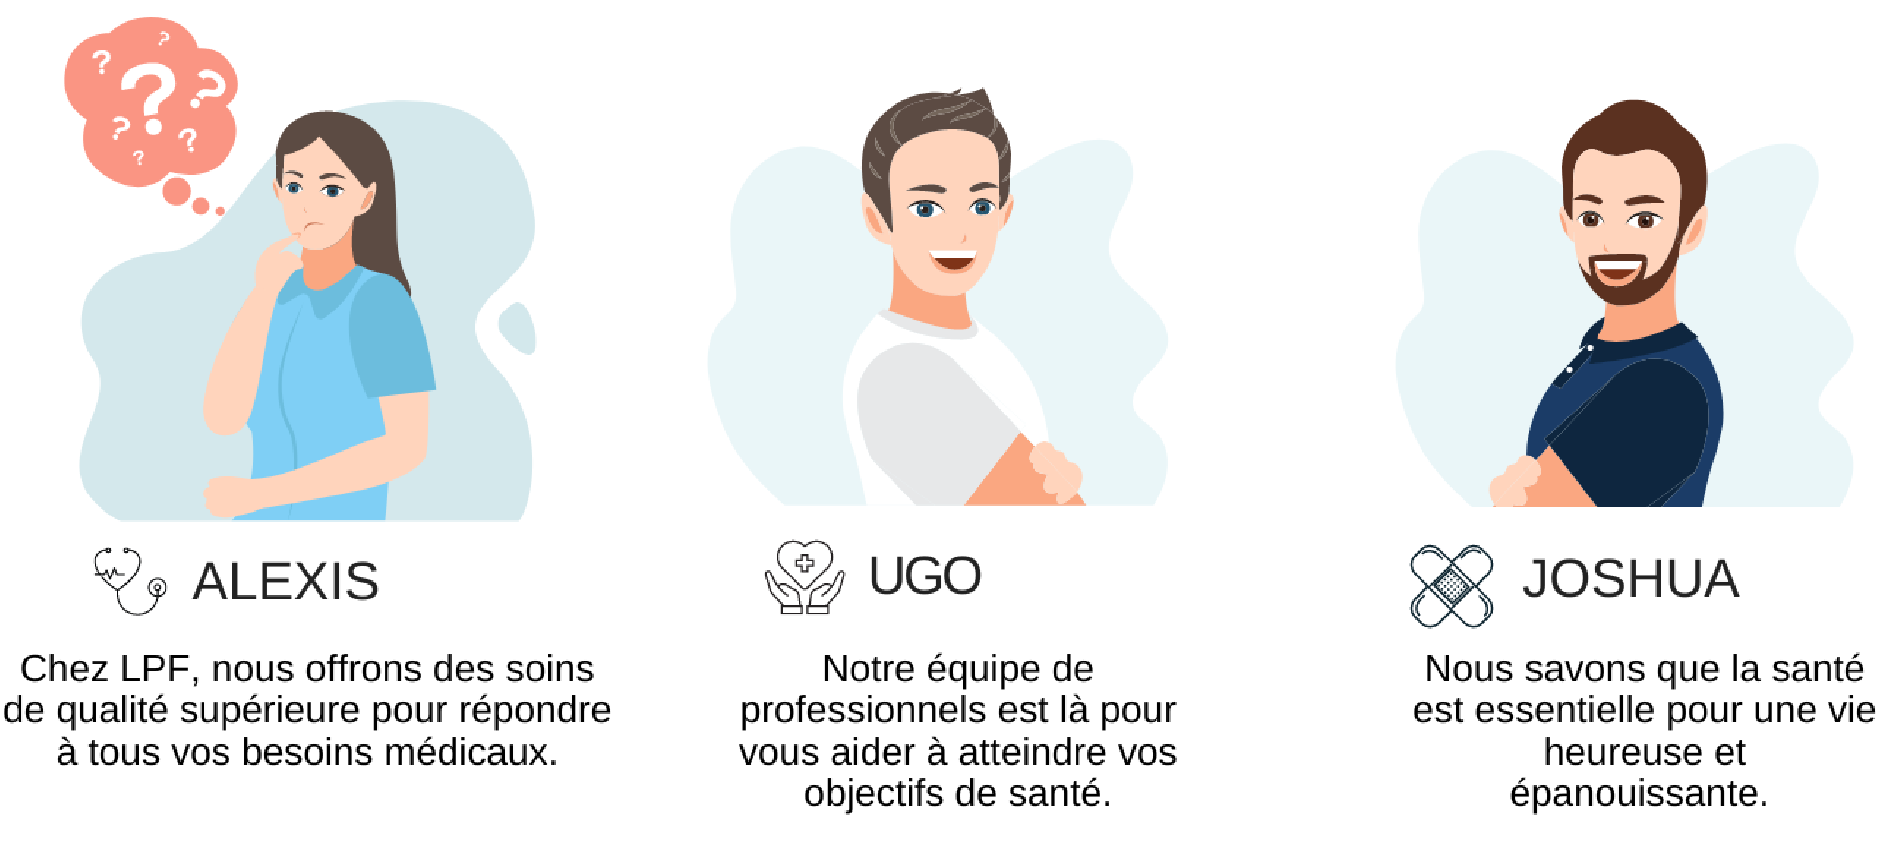 ALEXIS
Chez LPF, nous offrons des soins
de qualité supérieure pour répondre
à tous vos besoins médicaux.
UGO
Notre équipe de
professionnels est là pour
vous aider à atteindre vos
objectifs de santé.
JOSHUA
Nous savons que la santé
est essentielle pour une vie
heureuse et
épanouissante.